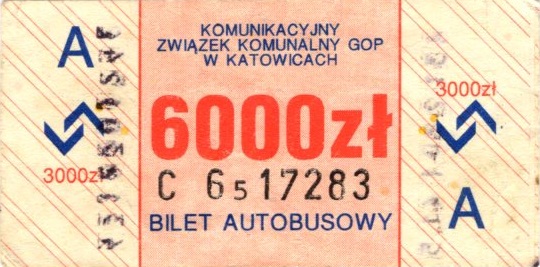 A
3000zł
KOMUNIKACYJNY
ZWIĄZEK KOMUNALNY GOP
W KATOWICACH
6000zł
C 6517283
BILET AUTOBUSOWY
3000zł
A